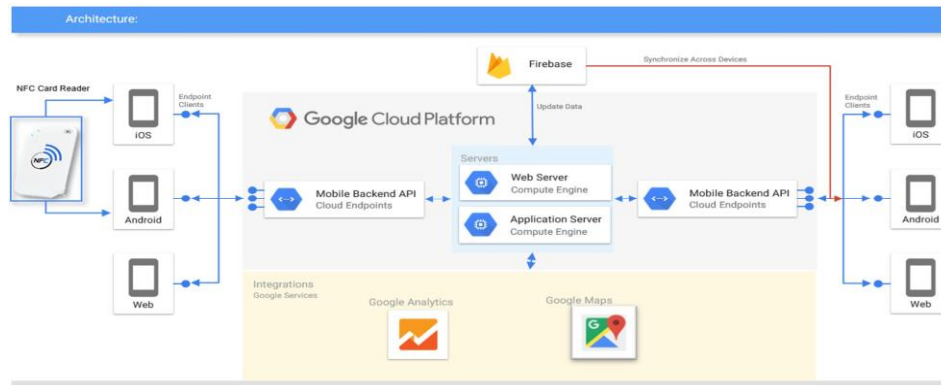 Architecture:
Firebase
Synchronize Across Devices
NFC Card Reader
NFC
iOS
Endpoint
Clients
Update Data
Endpoint
Clients
iOS
Google Cloud Platform
Servers
Web Server
Compute Engine
Mobile Backend API
Cloud Endpoints
Application Server
Compute Engine
Mobile Backend API
Cloud Endpoints
Android
Android
Web
Web
Integrations
Google Services
Google Analytics
Google Maps
G